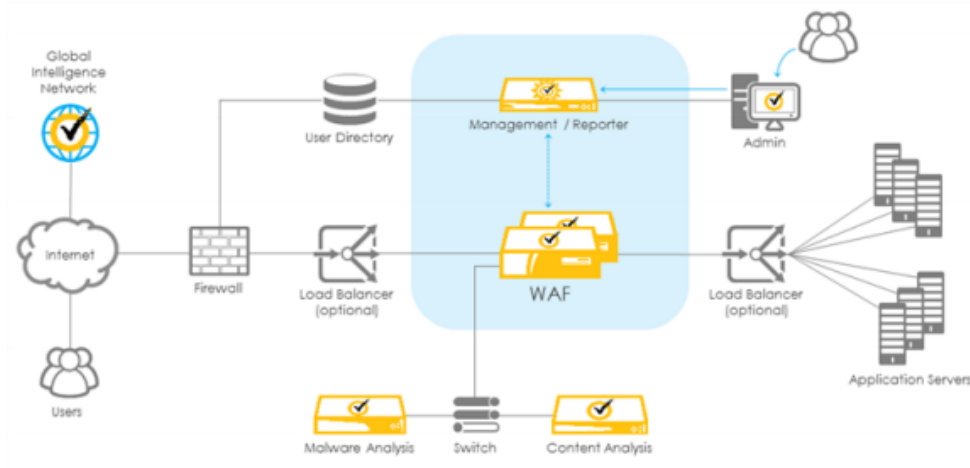 Global
Intelligence
Network
User Directory
Management / Reporter
Admin
Internet
Firewall
Load Balancer
(optional)
WAF
Load Balancer
(optional)
Application Servers
Users
Malware Analysis
Switch
Content Analysis